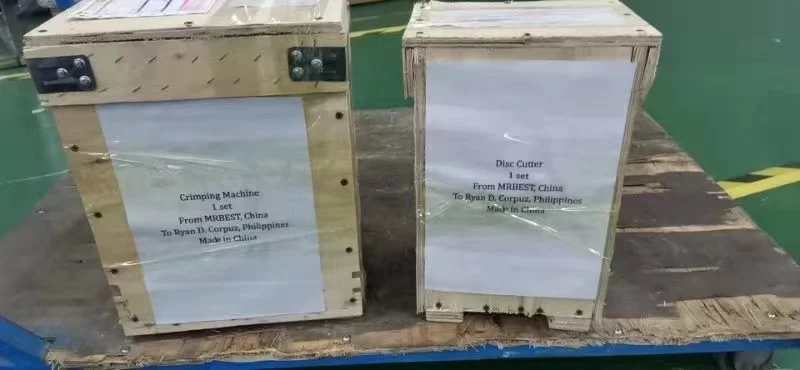 Crimping Machine
1 set
From MRBEST, China
To Ryan D. Corpuz, Philippines
Made in China
Disc Cutter
1 set
From MRBEST, China
To Ryan D. Corpuz, Philippines
Made in China